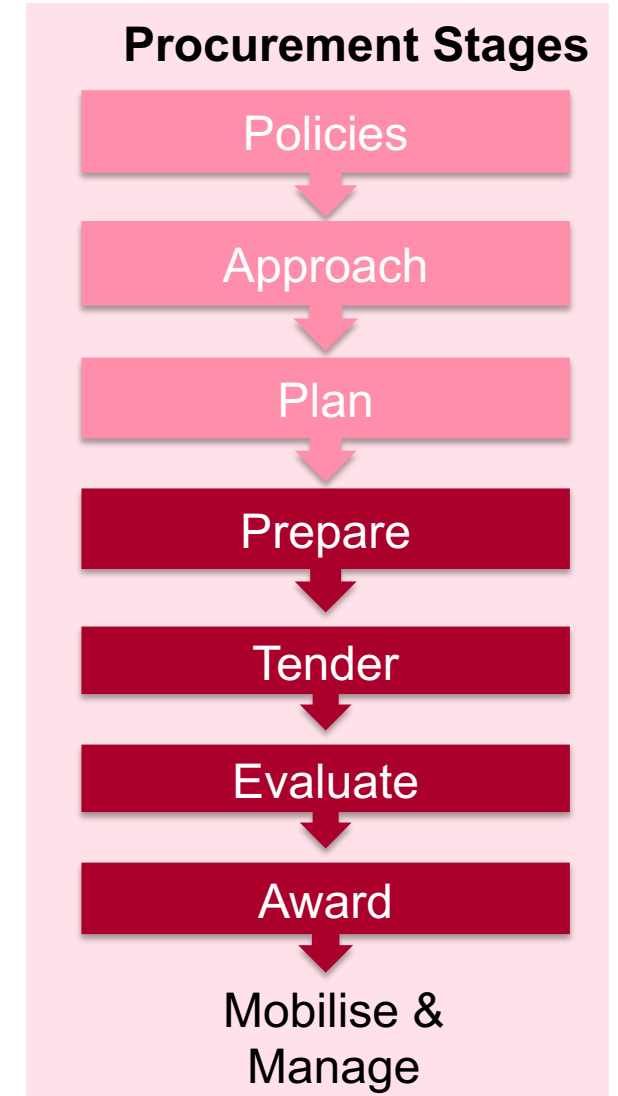 Procurement Stages
Policies
Approach
Plan
Prepare
Tender
Evaluate
Award
Mobilise &
Manage